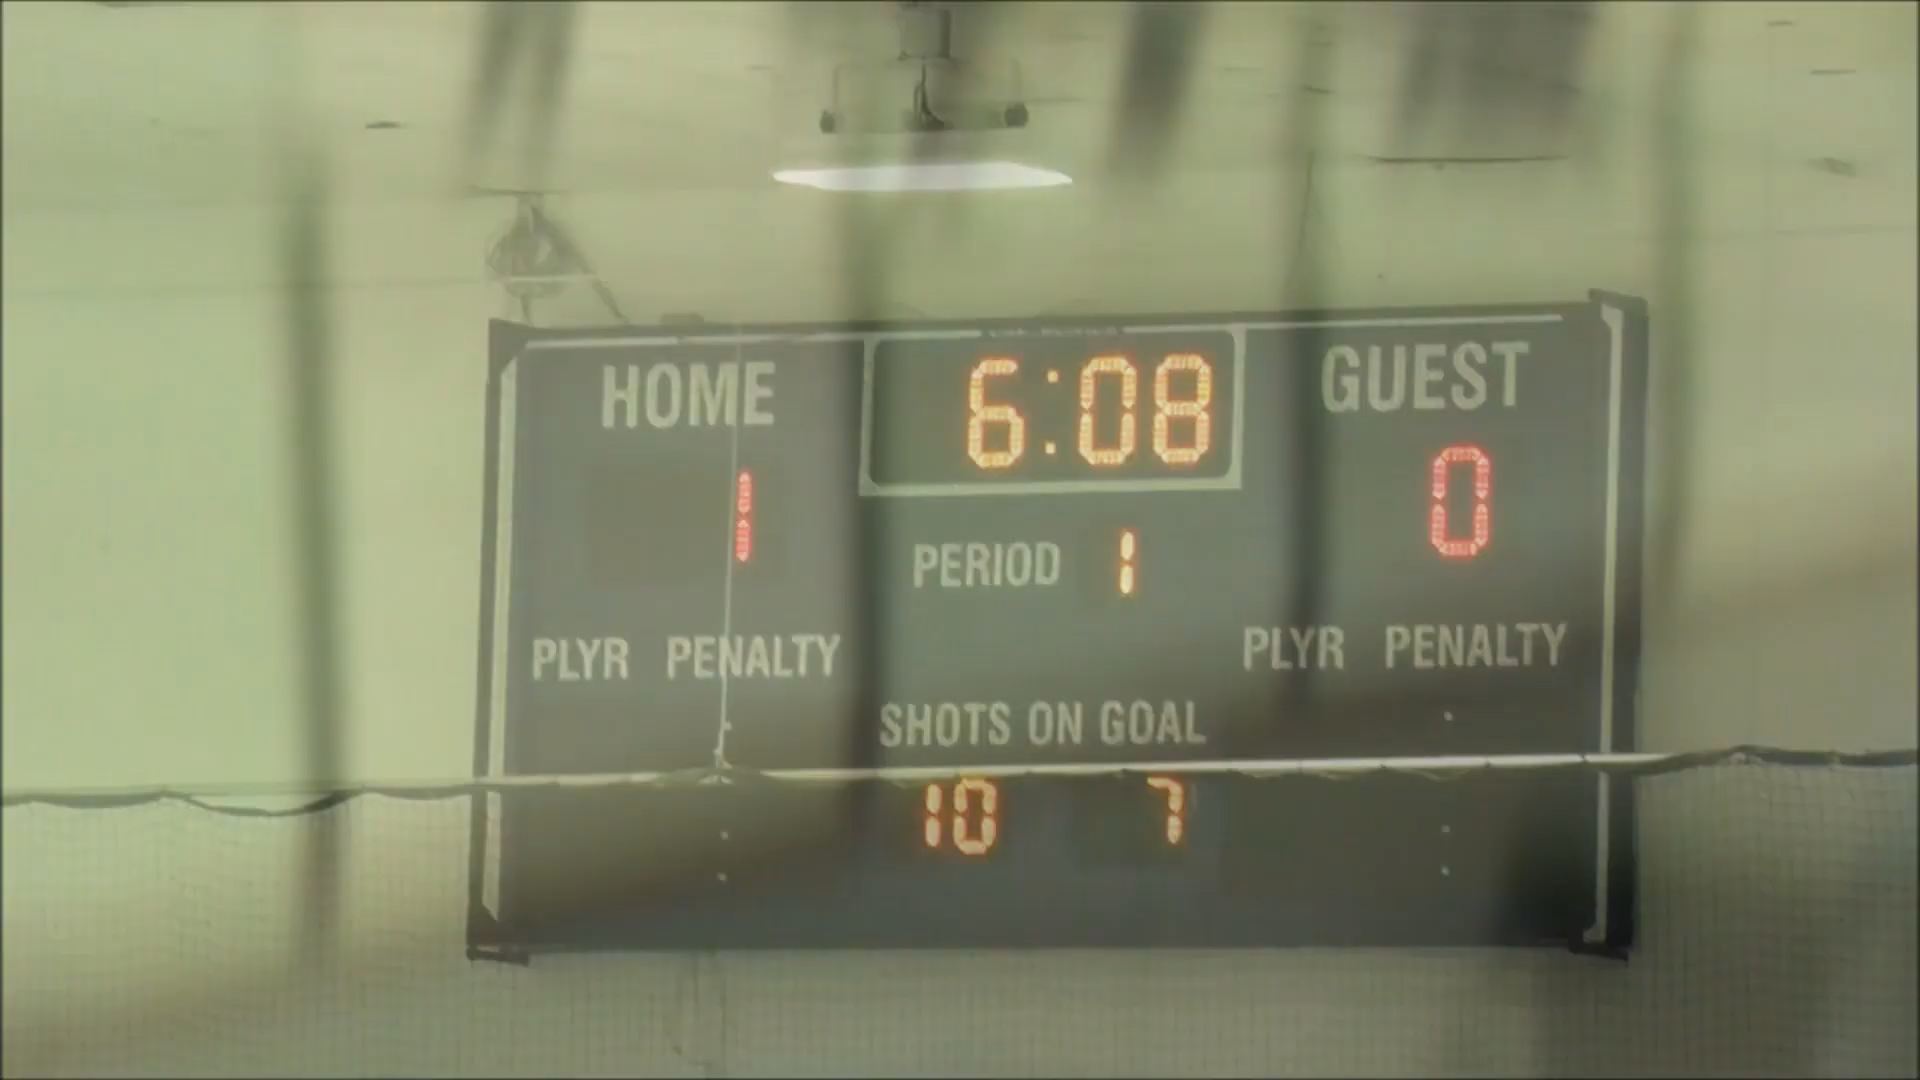 HOME 6:08 GUEST
1 0
PERIOD 1
PLYR PENALTY PLYR PENALTY
SHOTS ON GOAL
10 7